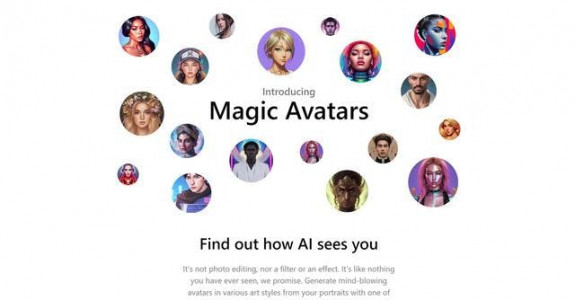 Introducing
Magic Avatars
Find out how AI sees you
It's not photo editing, nor a filter or an effect. It's like nothing
you have ever seen, we promise. Generate mind-blowing
avatars in various art styles from your portraits with one of